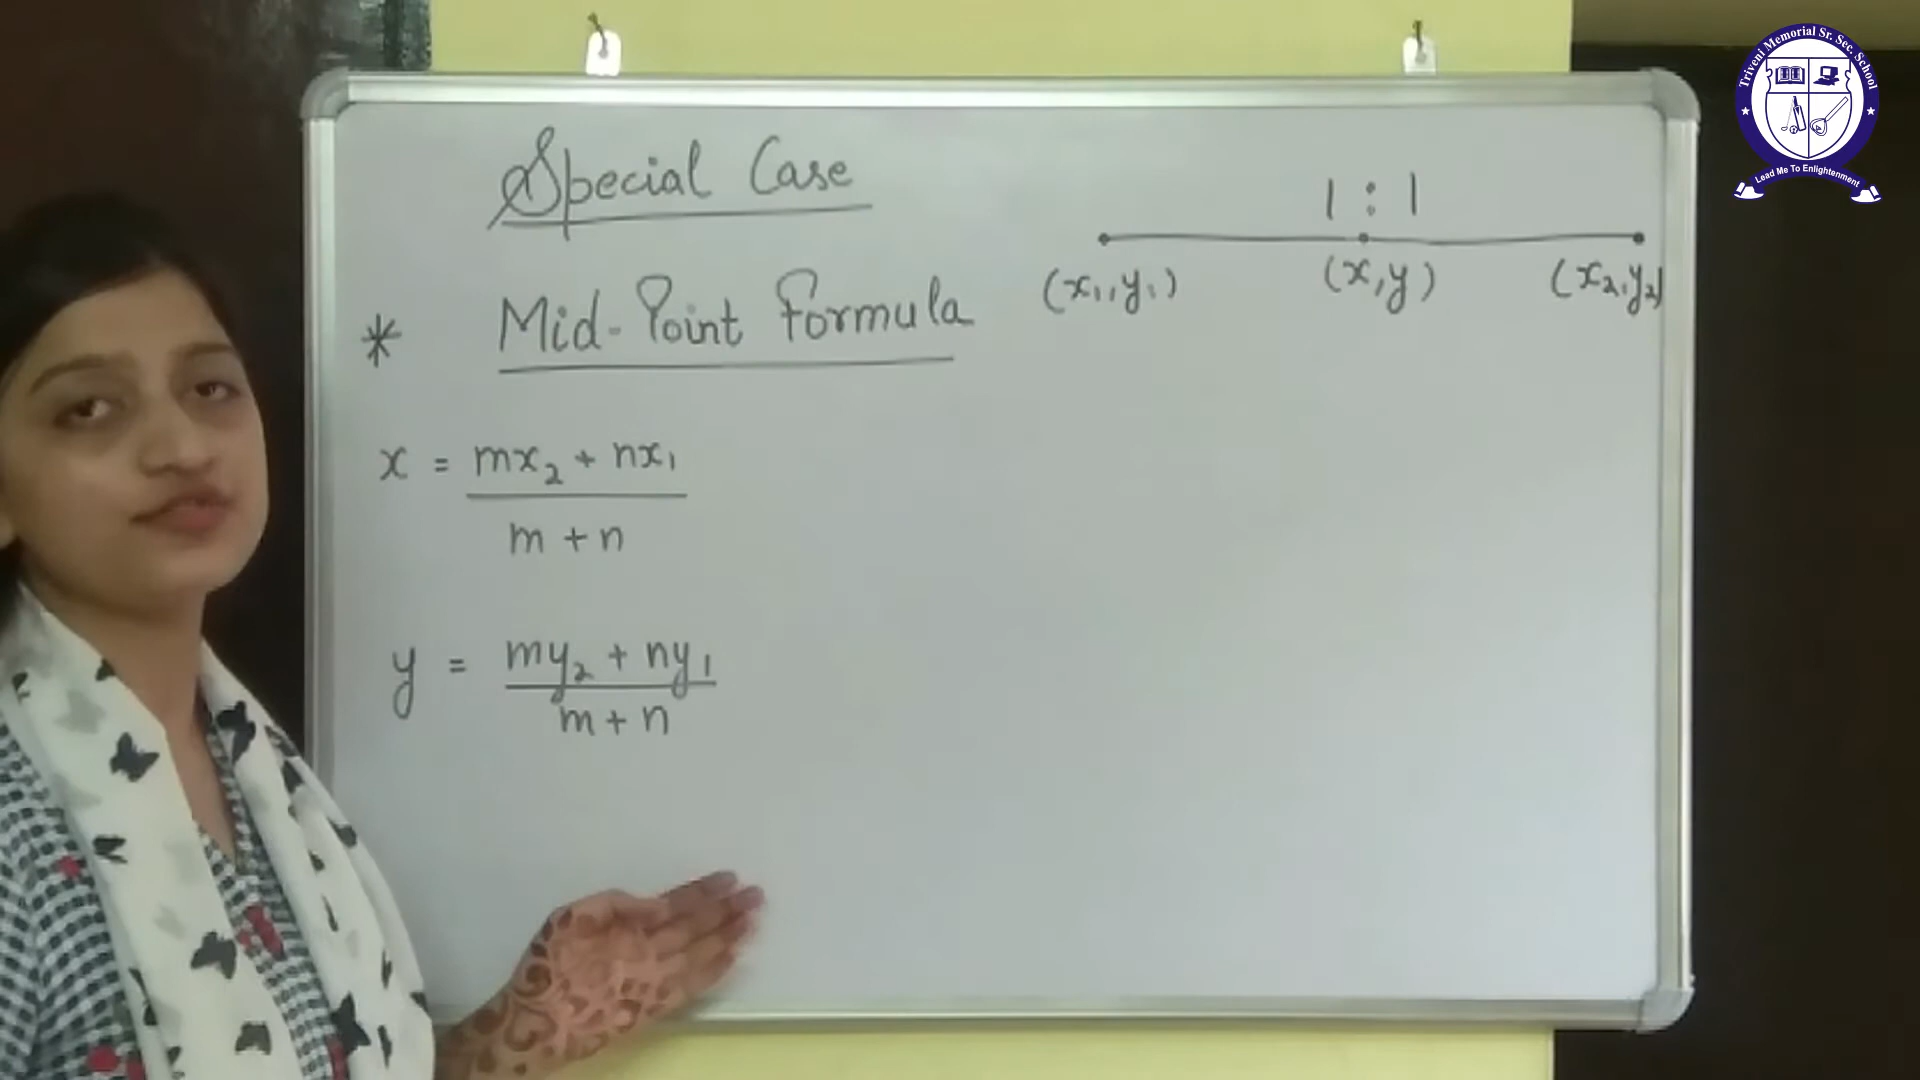 Special Case
1 : 1
(x₁, y₁) (x, y) (x₂, y₂)
* Mid-Point Formula
x = mx₂ + nx₁
m + n
y = my₂ + ny₁
m + n
Triveni Memorial Sr. Sec. School
Lead Me To Enlightenment